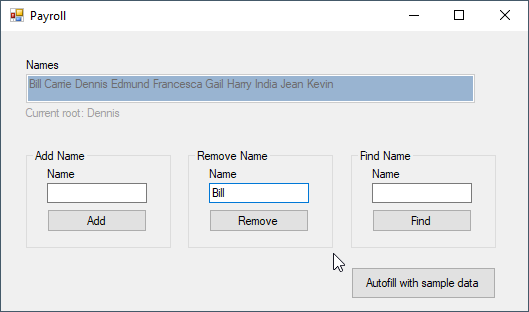 Payroll
Names
Bill Carrie Dennis Edmund Francesca Gail Harry India Jean Kevin
Current root: Dennis
Add Name
Remove Name
Find Name
Name
Name
Name
Bill
Add
Remove
Find
Autofill with sample data